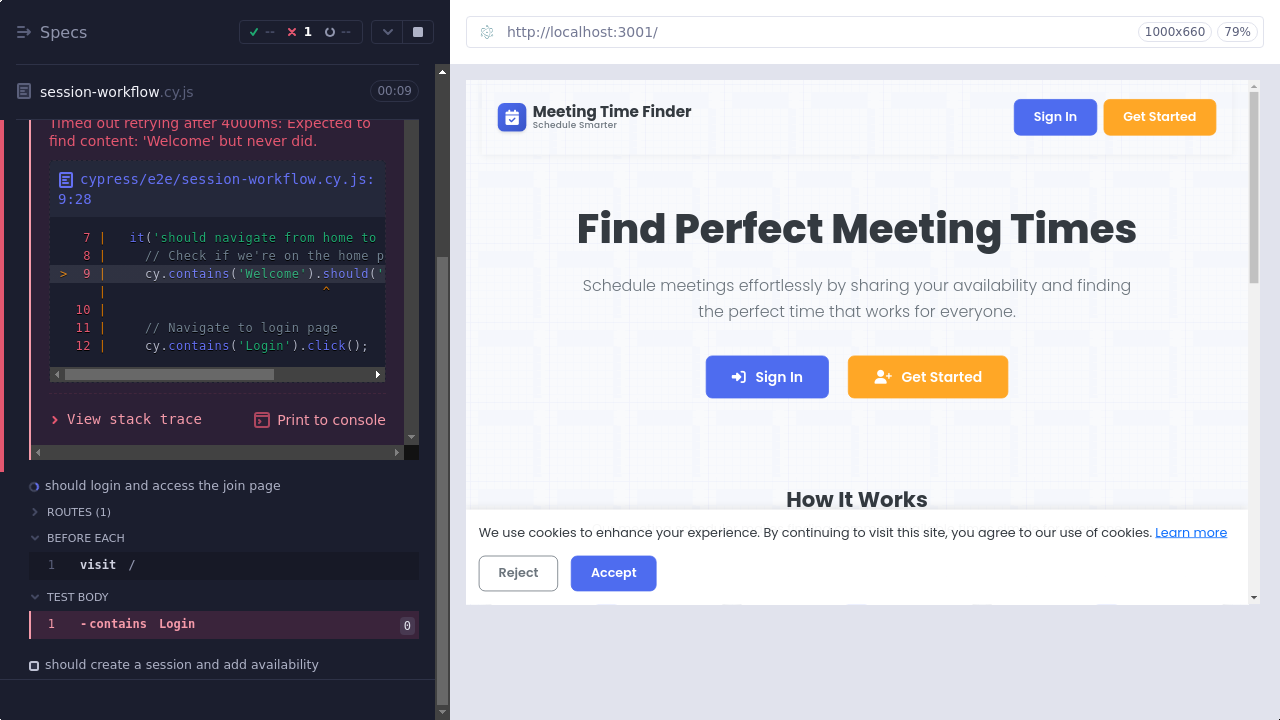 Specs
--
1
--
session-workflow.cy.js
00:09
Timed out retrying after 4000ms: Expected to
find content: 'Welcome' but never did.
cypress/e2e/session-workflow.cy.js:
9:28
7 | it('should navigate from home to
8 | // Check if we're on the home p
> 9 | cy.contains('Welcome').should('
| ^
10 |
11 | // Navigate to login page
12 | cy.contains('Login').click();
View stack trace
Print to console
should login and access the join page
ROUTES (1)
BEFORE EACH
1 visit /
TEST BODY
1 -contains Login 0
should create a session and add availability
http://localhost:3001/
1000x660
79%
Meeting Time Finder
Schedule Smarter
Sign In
Get Started
Find Perfect Meeting Times
Schedule meetings effortlessly by sharing your availability and finding
the perfect time that works for everyone.
Sign In
Get Started
How It Works
We use cookies to enhance your experience. By continuing to visit this site, you agree to our use of cookies. Learn more
Reject
Accept